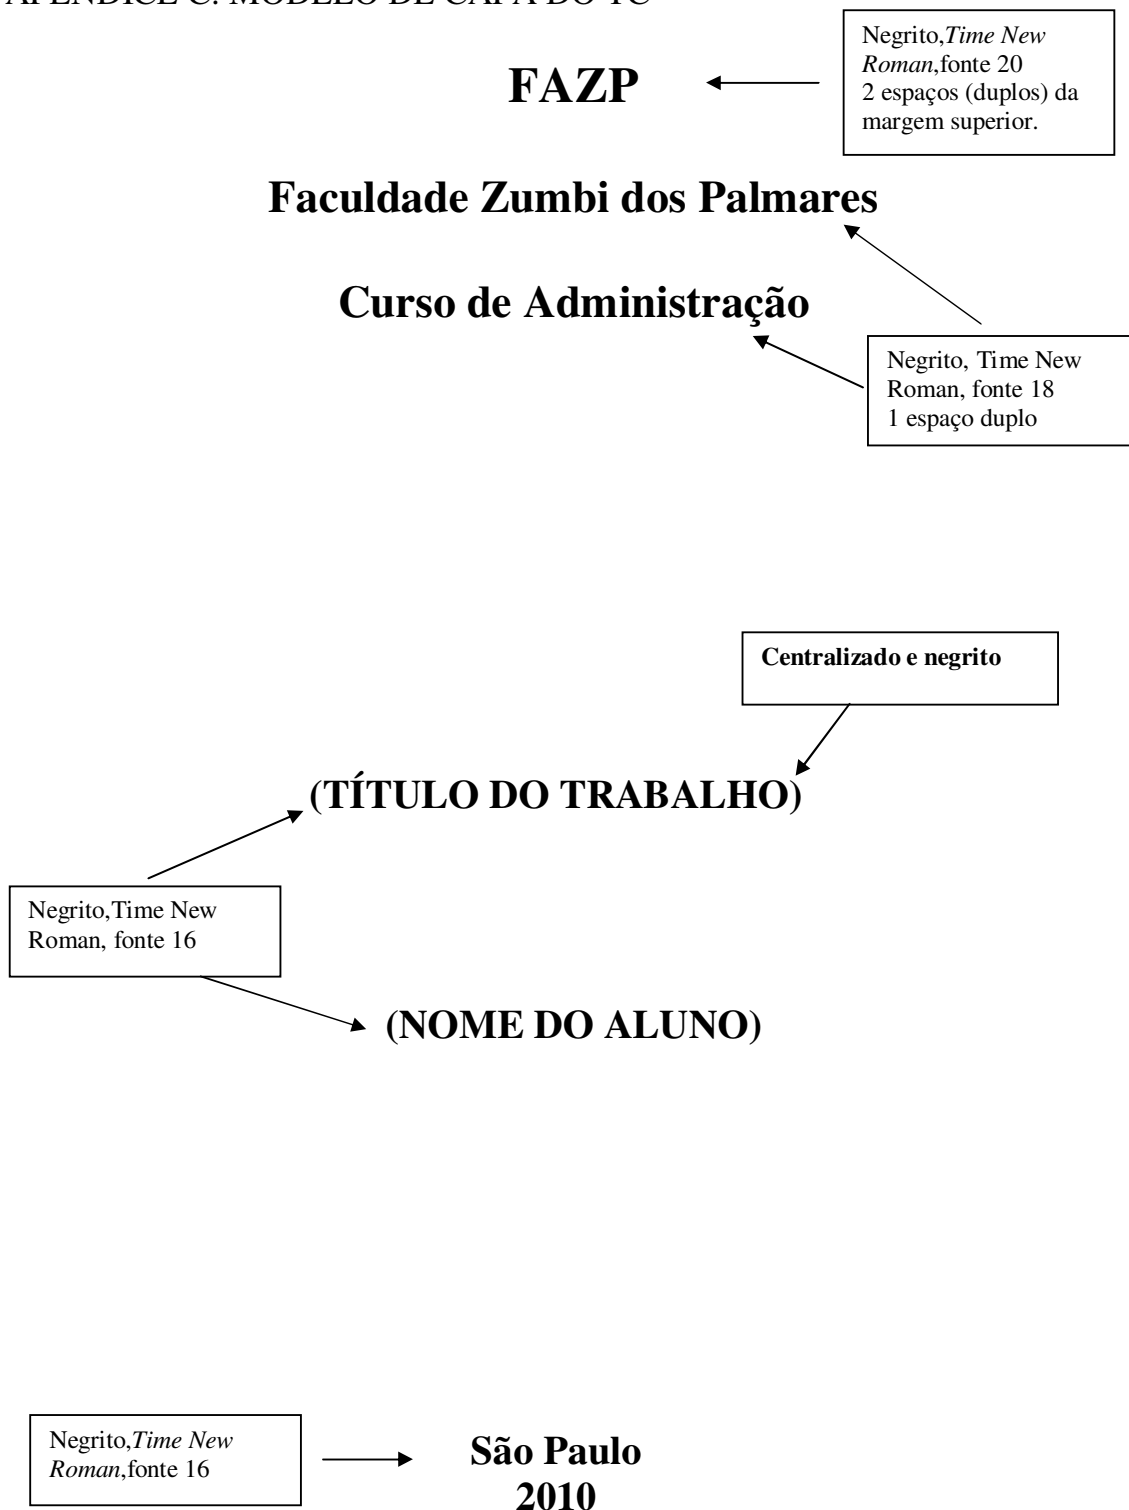 APÊNDICE C: MODELO DE CAPA DO TC
Negrito,Time New
Roman,fonte 20
2 espaços (duplos) da
margem superior.
FAZP
Faculdade Zumbi dos Palmares
Curso de Administração
Negrito, Time New
Roman, fonte 18
1 espaço duplo
Centralizado e negrito
(TÍTULO DO TRABALHO)
Negrito,Time New
Roman, fonte 16
(NOME DO ALUNO)
Negrito,Time New
Roman,fonte 16
São Paulo
2010